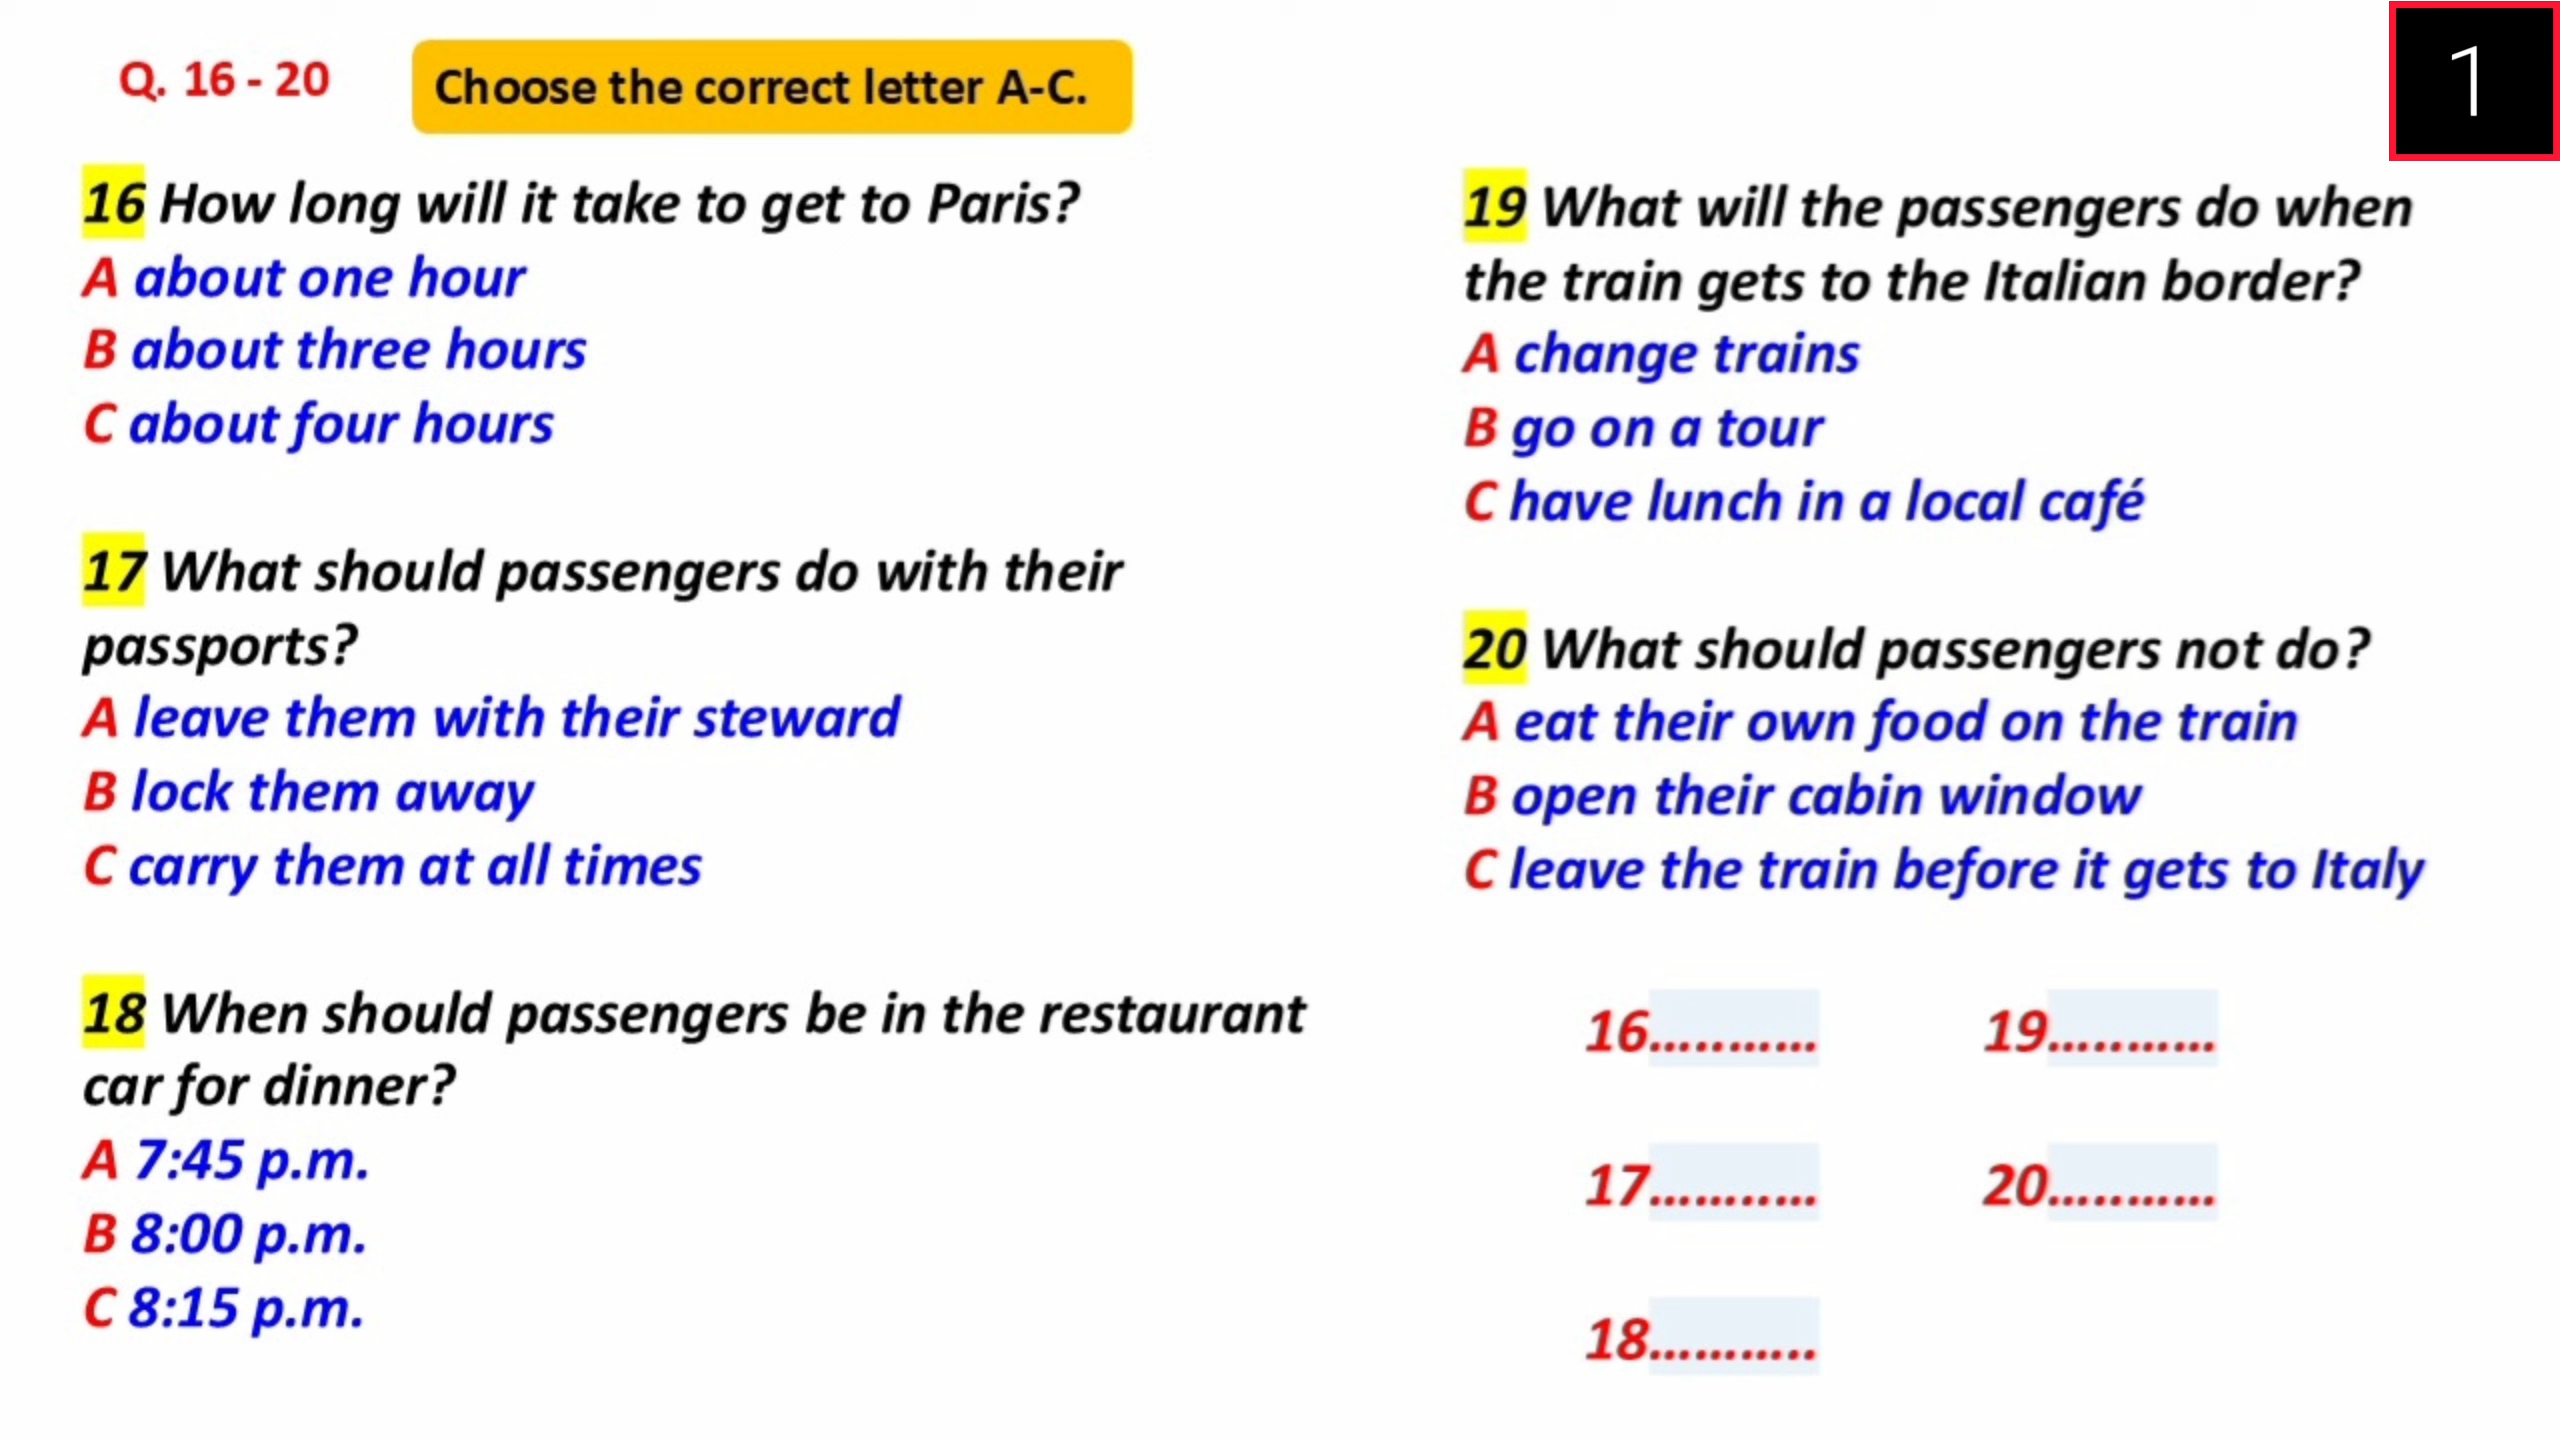 Q. 16 - 20
Choose the correct letter A-C.
1
16 How long will it take to get to Paris?
A about one hour
B about three hours
C about four hours
17 What should passengers do with their
passports?
A leave them with their steward
B lock them away
C carry them at all times
18 When should passengers be in the restaurant
car for dinner?
A 7:45 p.m.
B 8:00 p.m.
C 8:15 p.m.
19 What will the passengers do when
the train gets to the Italian border?
A change trains
B go on a tour
C have lunch in a local café
20 What should passengers not do?
A eat their own food on the train
B open their cabin window
C leave the train before it gets to Italy
16...........
19...........
17...........
20...........
18...........